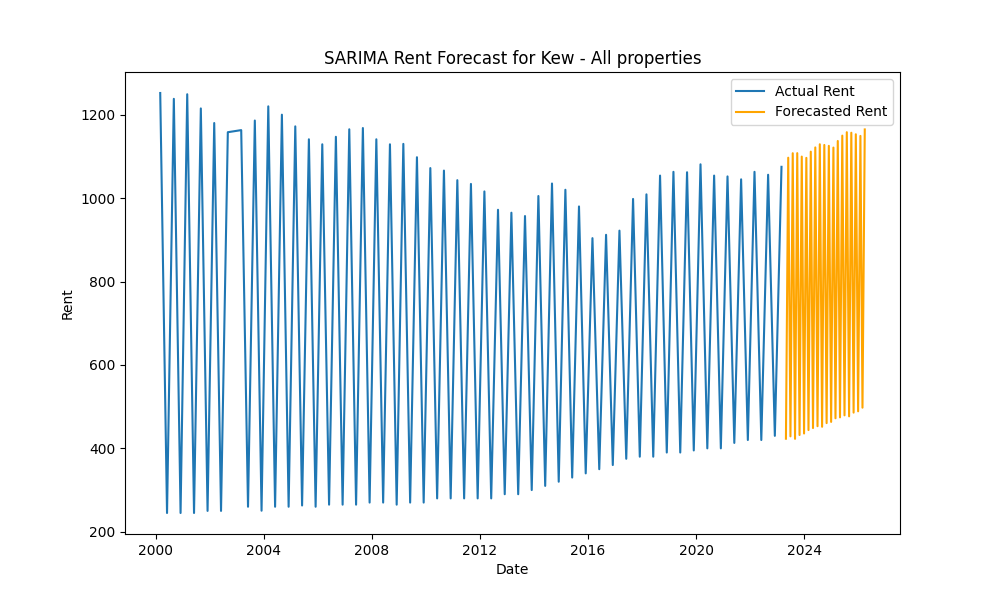 SARIMA Rent Forecast for Kew - All properties
Actual Rent
Forecasted Rent
1200
1000
800
600
400
200
Rent
2000 2004 2008 2012 2016 2020 2024
Date